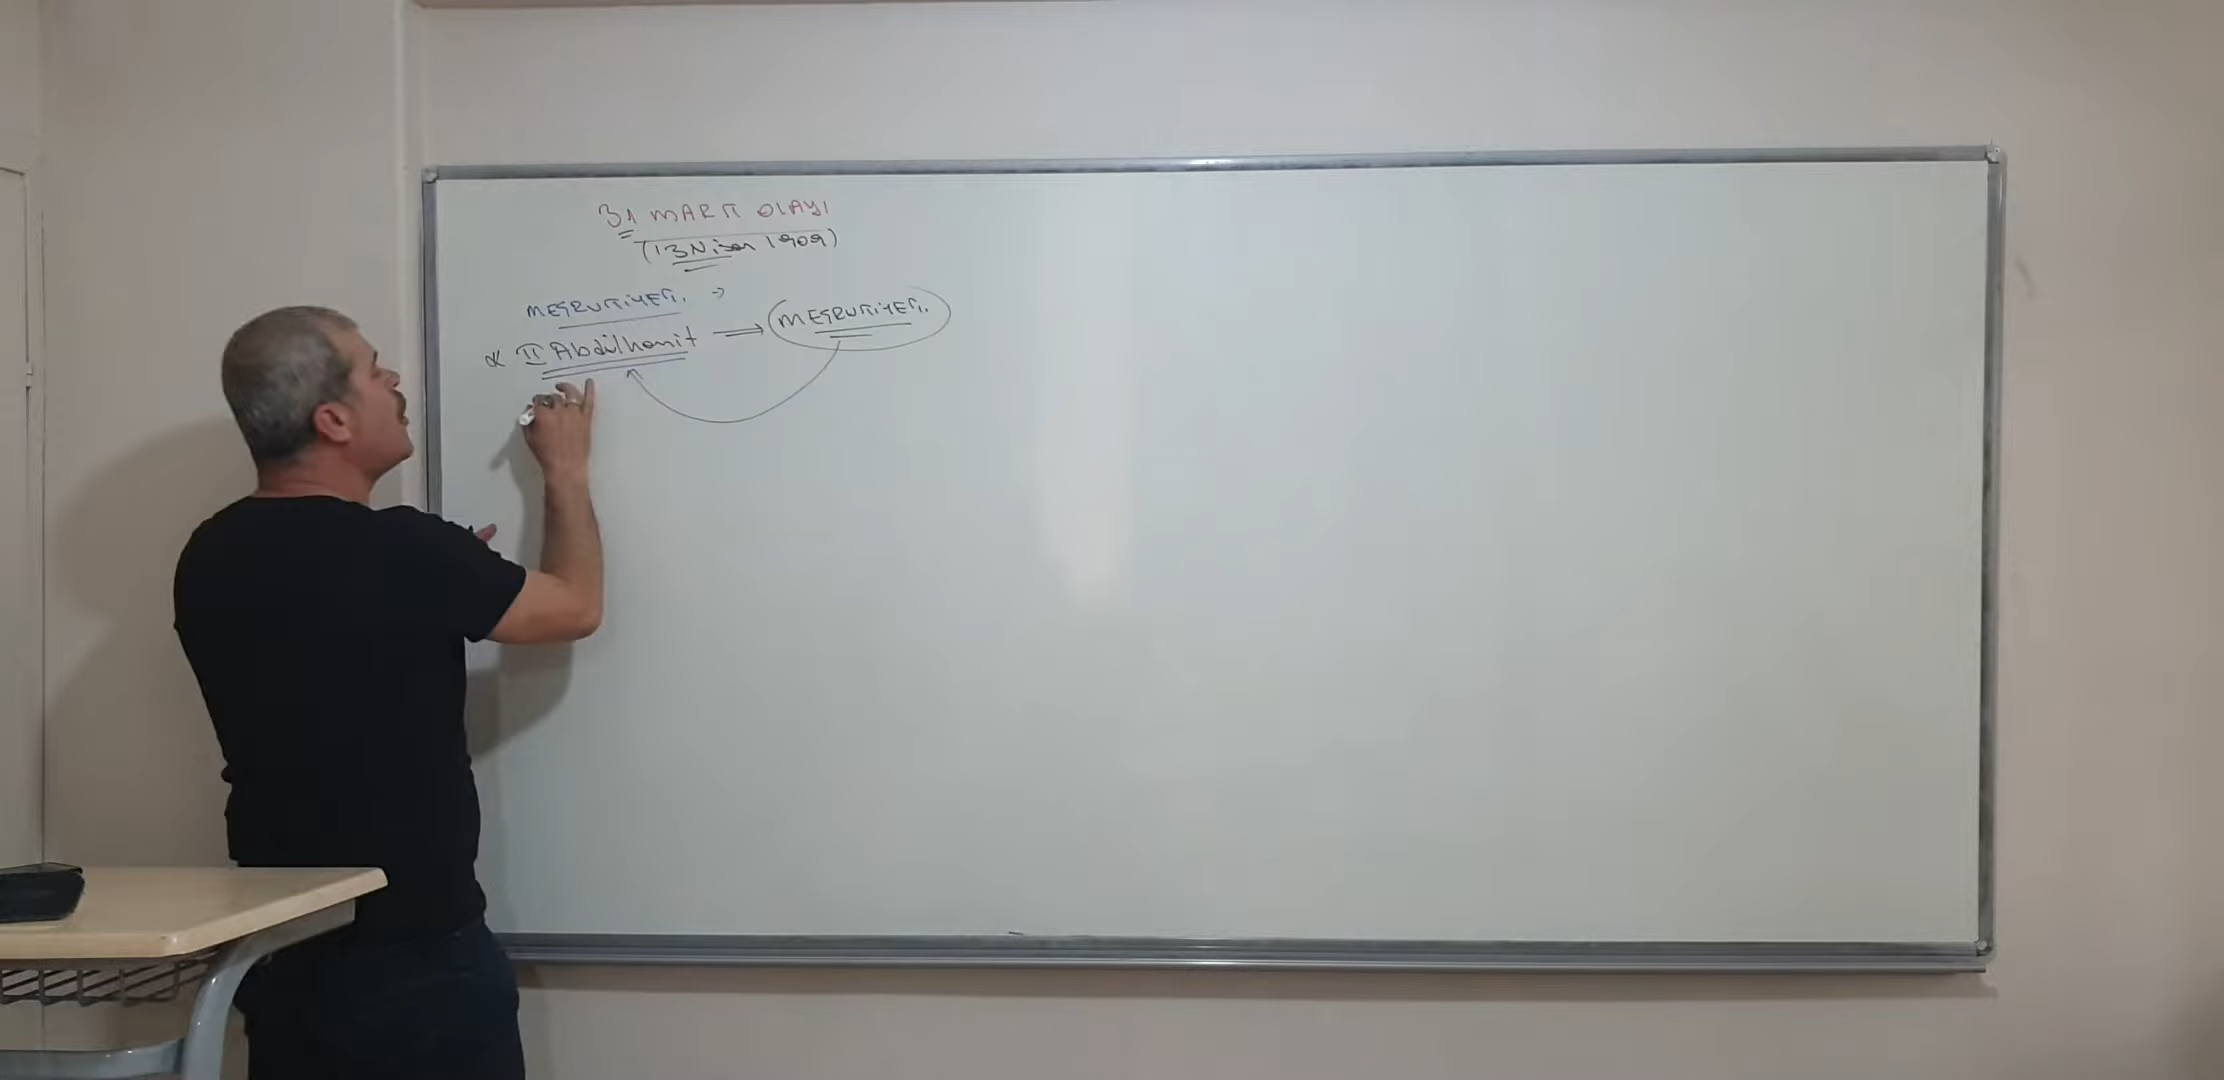 31 MART OLAYI
(13 Nisan 1909)
MEŞRUTİYET. →
∝ II Abdülhamit ⟹ MEŞRUTİYET.